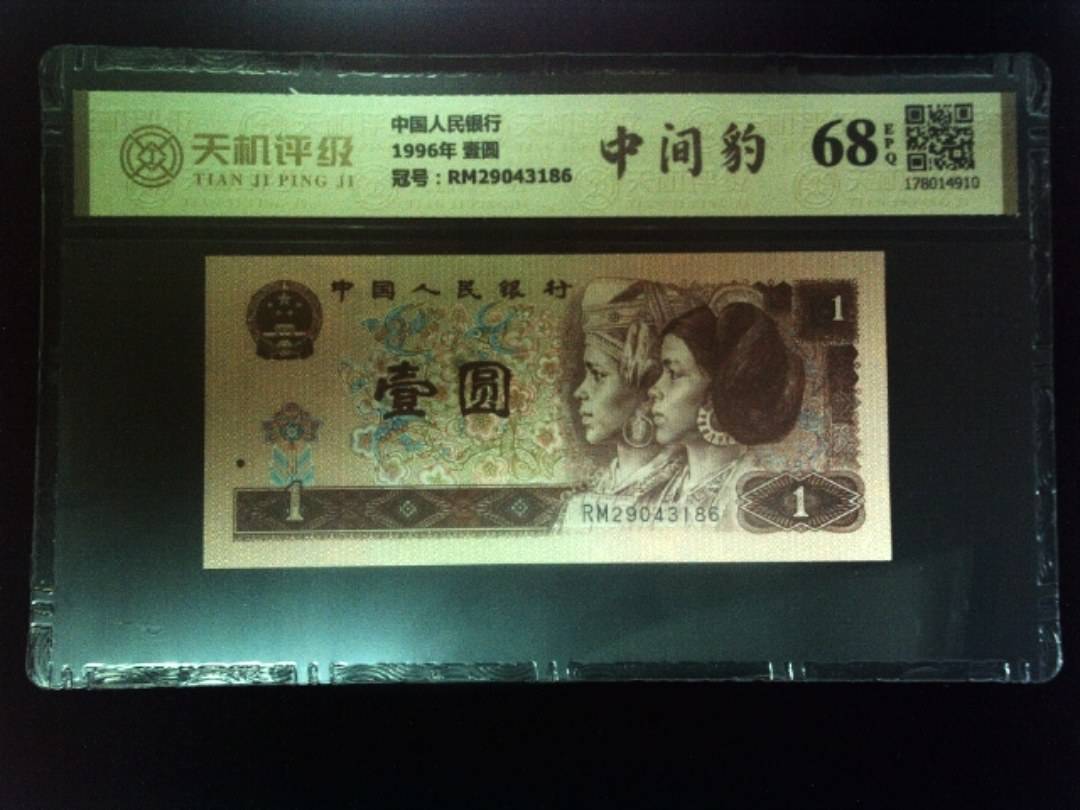 天机评级
TIAN JI PING JI
中国人民银行
1996年 壹圆
冠号：RM29043186
中间豹
68
EPQ
178014910
中国人民银行
1
壹圆
1
RM29043186
1